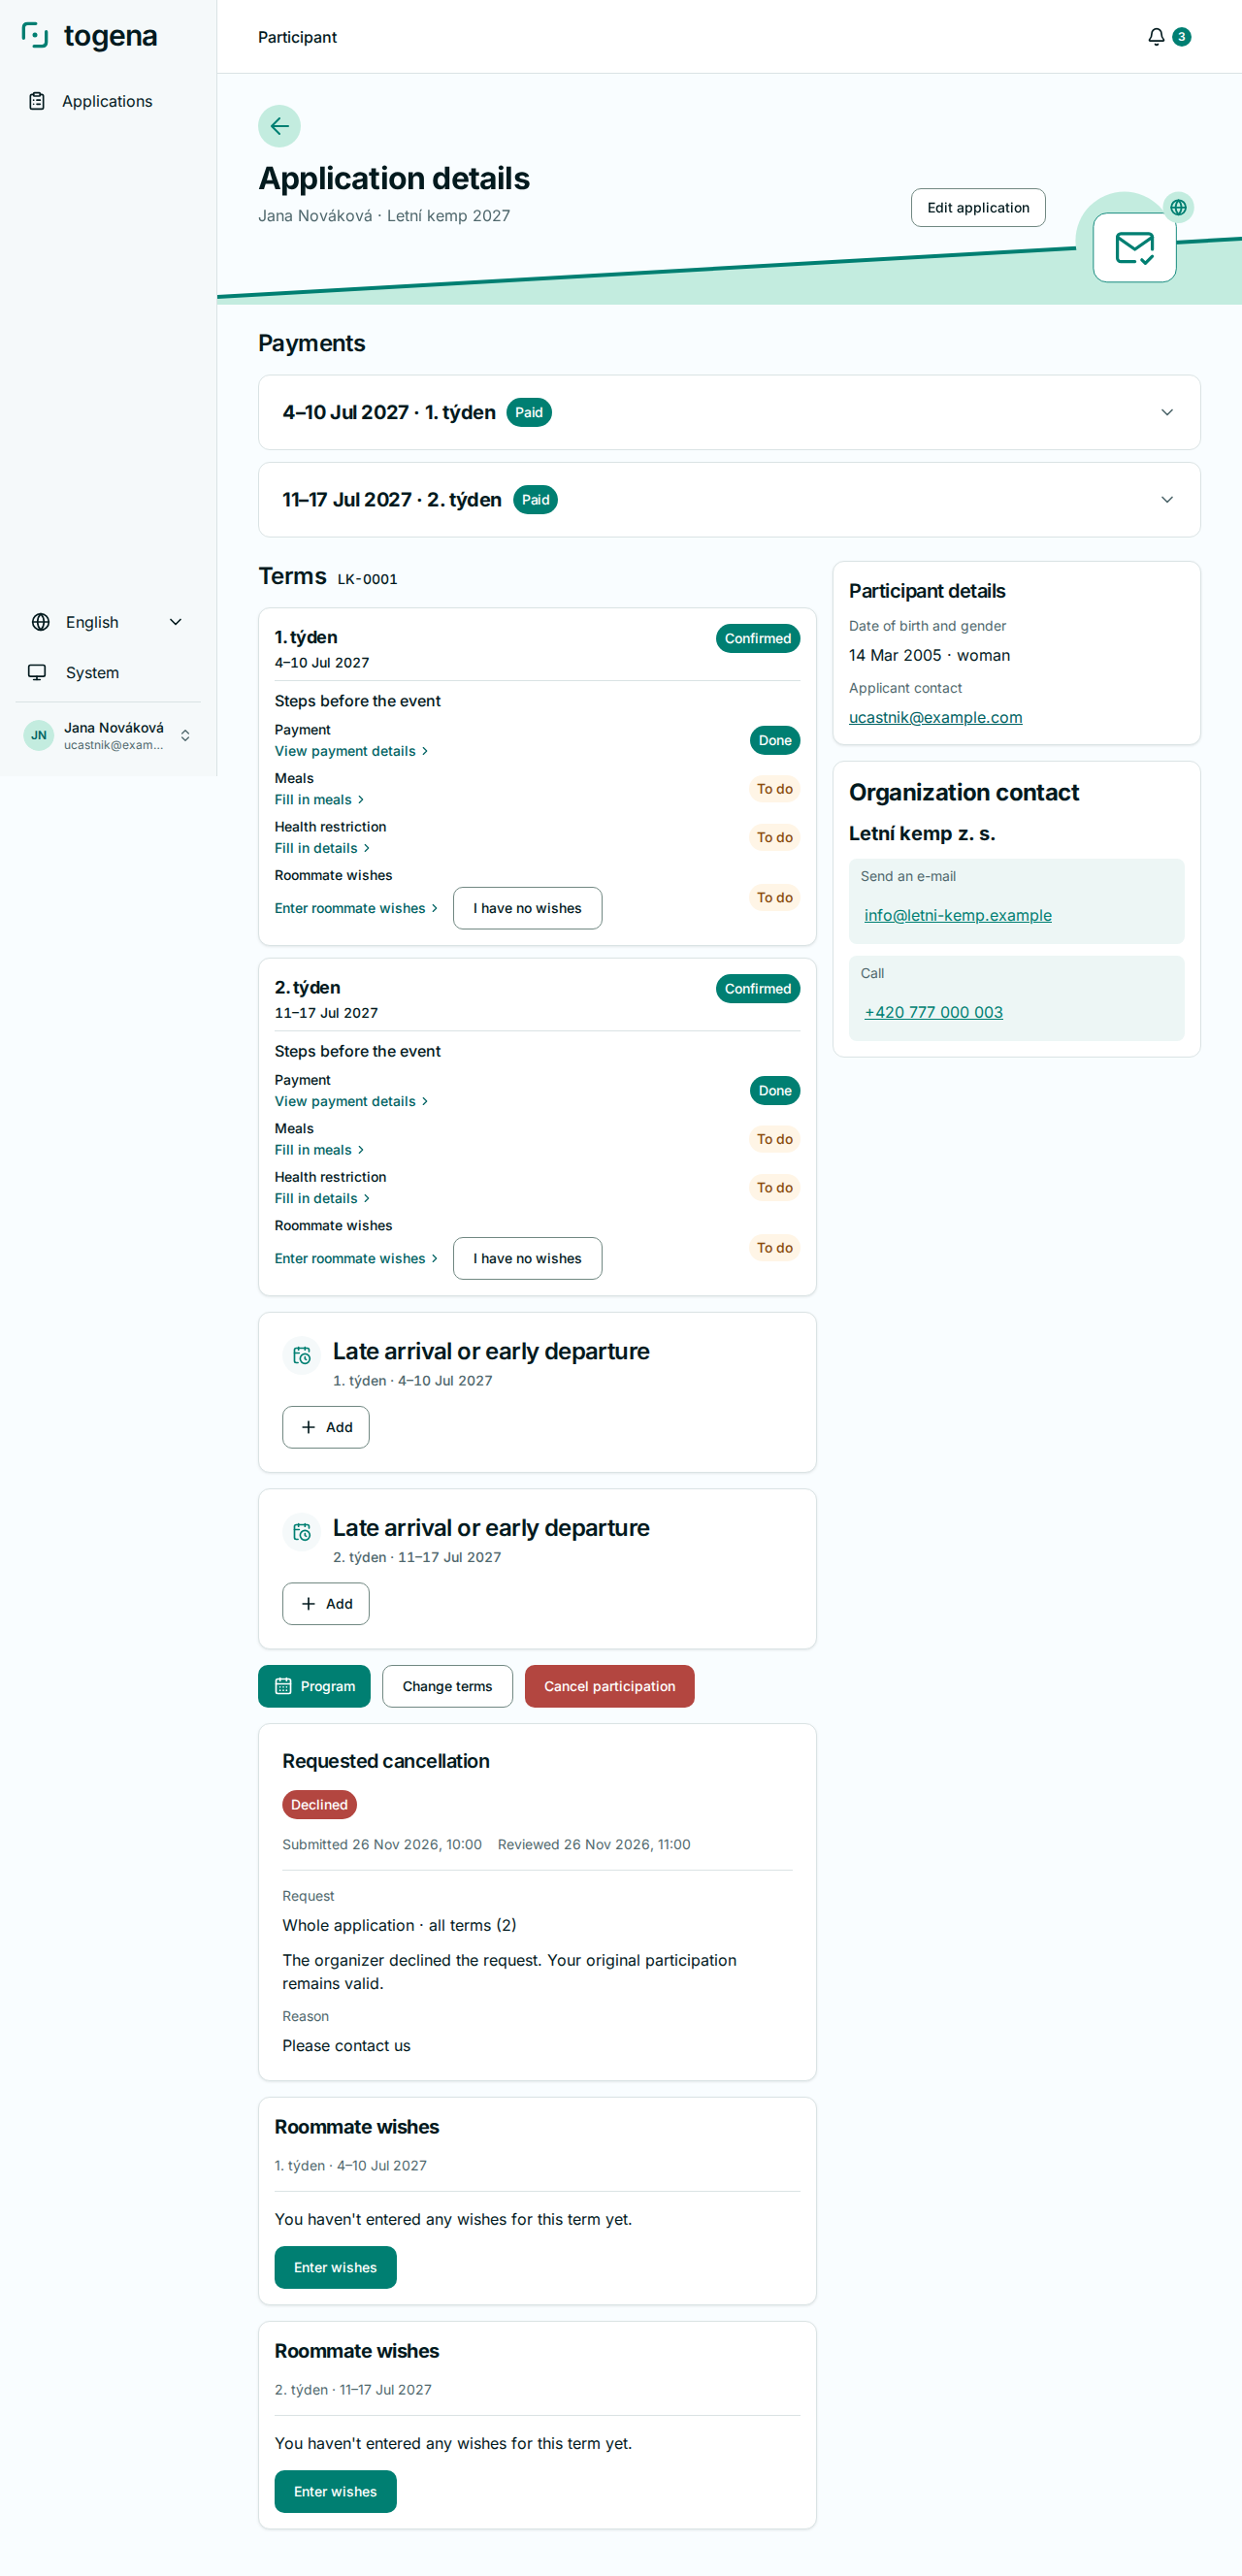 togena
Applications
English
System
JN
Jana Nováková
ucastnik@exam...
Participant
3
Application details
Jana Nováková · Letní kemp 2027
Edit application
Payments
4–10 Jul 2027 · 1. týden Paid
11–17 Jul 2027 · 2. týden Paid
Terms LK-0001
1. týden
Confirmed
4–10 Jul 2027
Steps before the event
Payment
View payment details
Done
Meals
Fill in meals
To do
Health restriction
Fill in details
To do
Roommate wishes
Enter roommate wishes
I have no wishes
To do
2. týden
Confirmed
11–17 Jul 2027
Steps before the event
Payment
View payment details
Done
Meals
Fill in meals
To do
Health restriction
Fill in details
To do
Roommate wishes
Enter roommate wishes
I have no wishes
To do
Late arrival or early departure
1. týden · 4–10 Jul 2027
Add
Late arrival or early departure
2. týden · 11–17 Jul 2027
Add
Program
Change terms
Cancel participation
Requested cancellation
Declined
Submitted 26 Nov 2026, 10:00 Reviewed 26 Nov 2026, 11:00
Request
Whole application · all terms (2)
The organizer declined the request. Your original participation
remains valid.
Reason
Please contact us
Roommate wishes
1. týden · 4–10 Jul 2027
You haven't entered any wishes for this term yet.
Enter wishes
Roommate wishes
2. týden · 11–17 Jul 2027
You haven't entered any wishes for this term yet.
Enter wishes
Participant details
Date of birth and gender
14 Mar 2005 · woman
Applicant contact
ucastnik@example.com
Organization contact
Letní kemp z. s.
Send an e-mail
info@letni-kemp.example
Call
+420 777 000 003